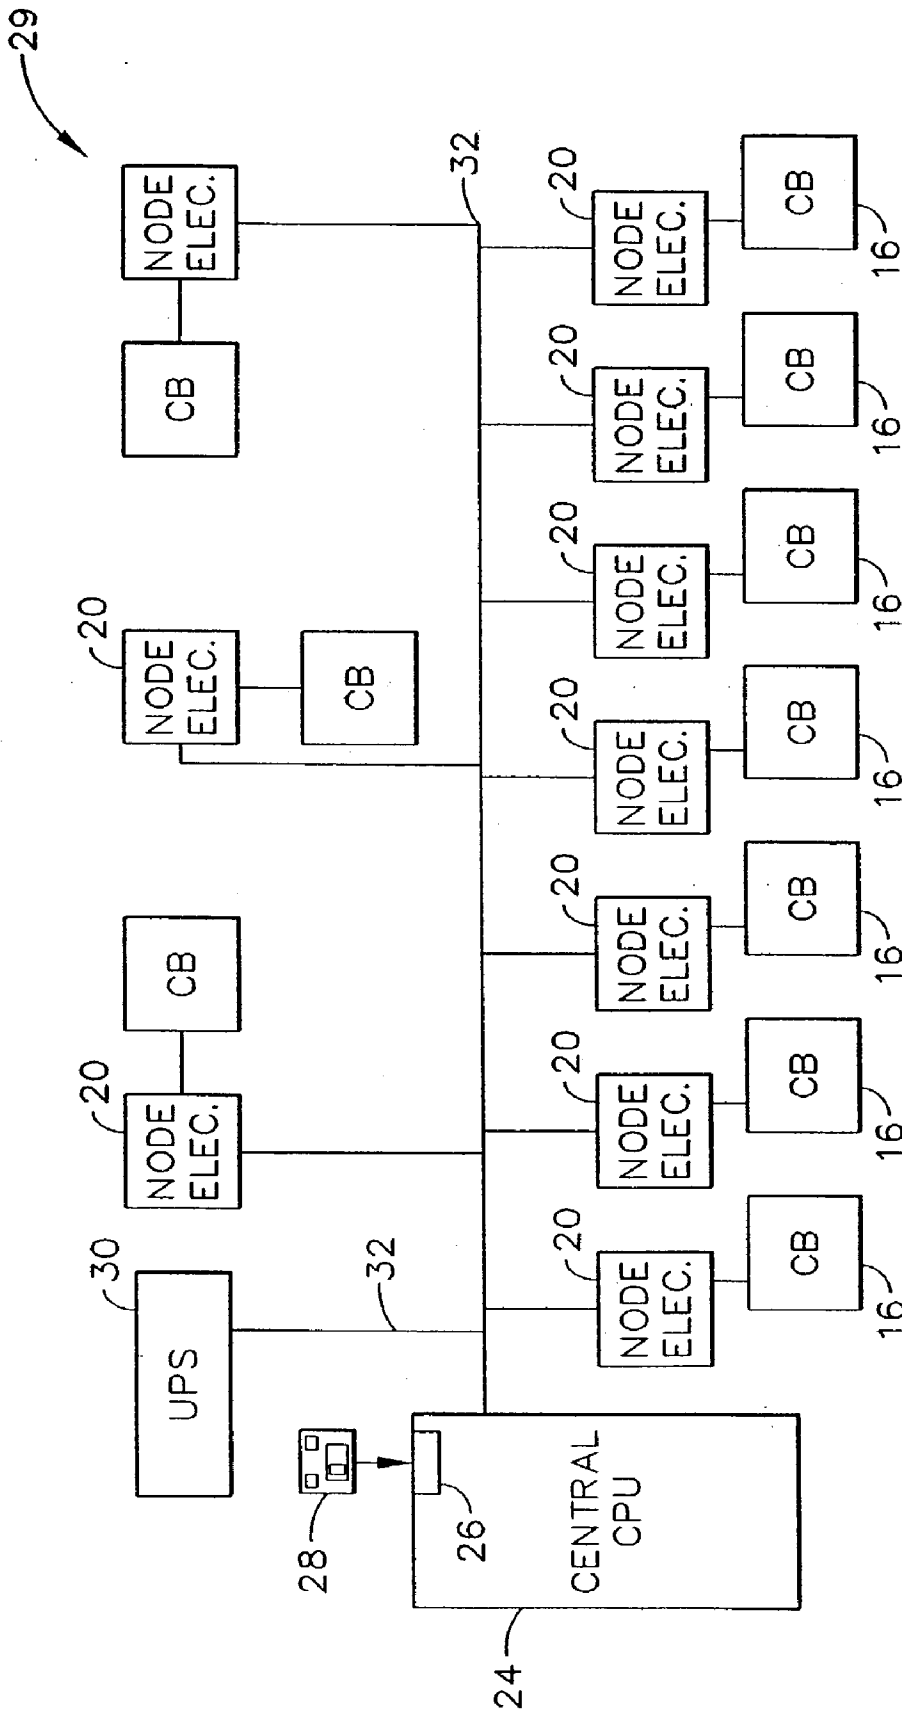 29
30
20
20
UPS
NODE
ELEC.
CB
NODE
ELEC.
CB
NODE
ELEC.
28
32
CB
26
32
24
CENTRAL
CPU
20
20
20
20
20
20
20
NODE
ELEC.
NODE
ELEC.
NODE
ELEC.
NODE
ELEC.
NODE
ELEC.
NODE
ELEC.
NODE
ELEC.
CB
CB
CB
CB
CB
CB
CB
16
16
16
16
16
16
16